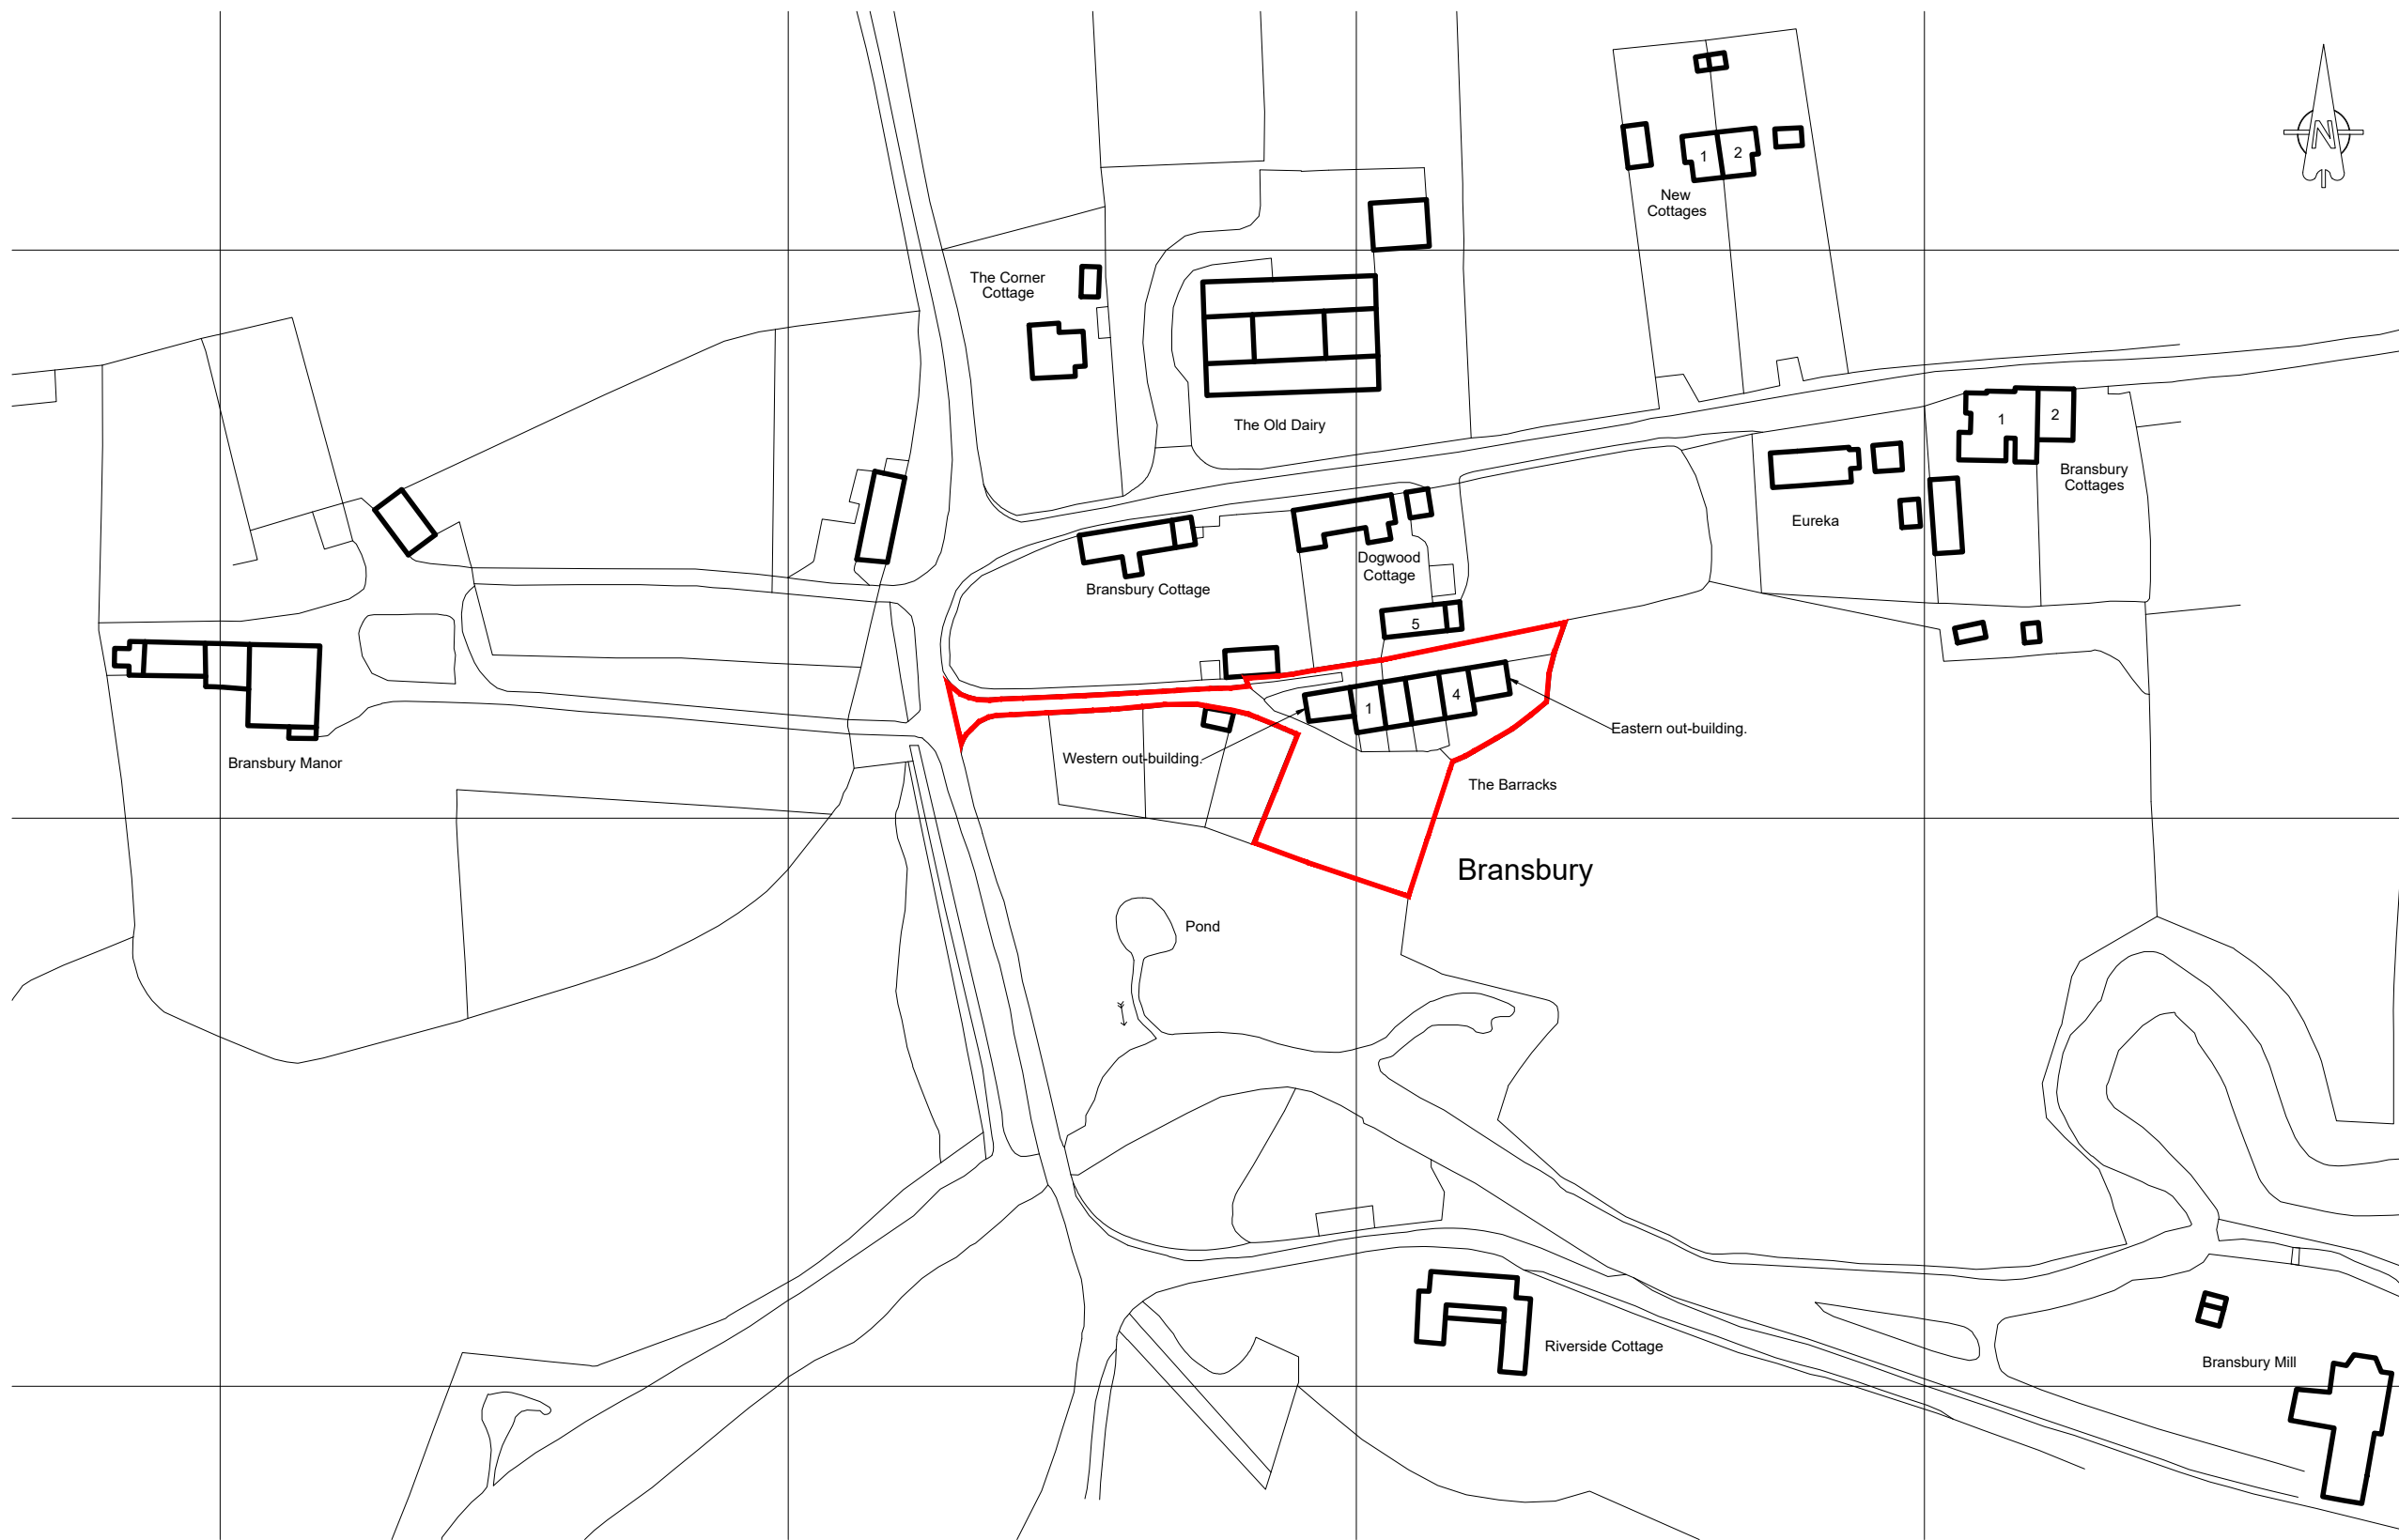 N
1
2
New
Cottages
The Corner
Cottage
The Old Dairy
1
2
Bransbury
Cottages
Eureka
Dogwood
Cottage
Bransbury Cottage
5
4
1
Eastern out-building.
Western out-building.
Bransbury Manor
The Barracks
Bransbury
Pond
Riverside Cottage
Bransbury Mill